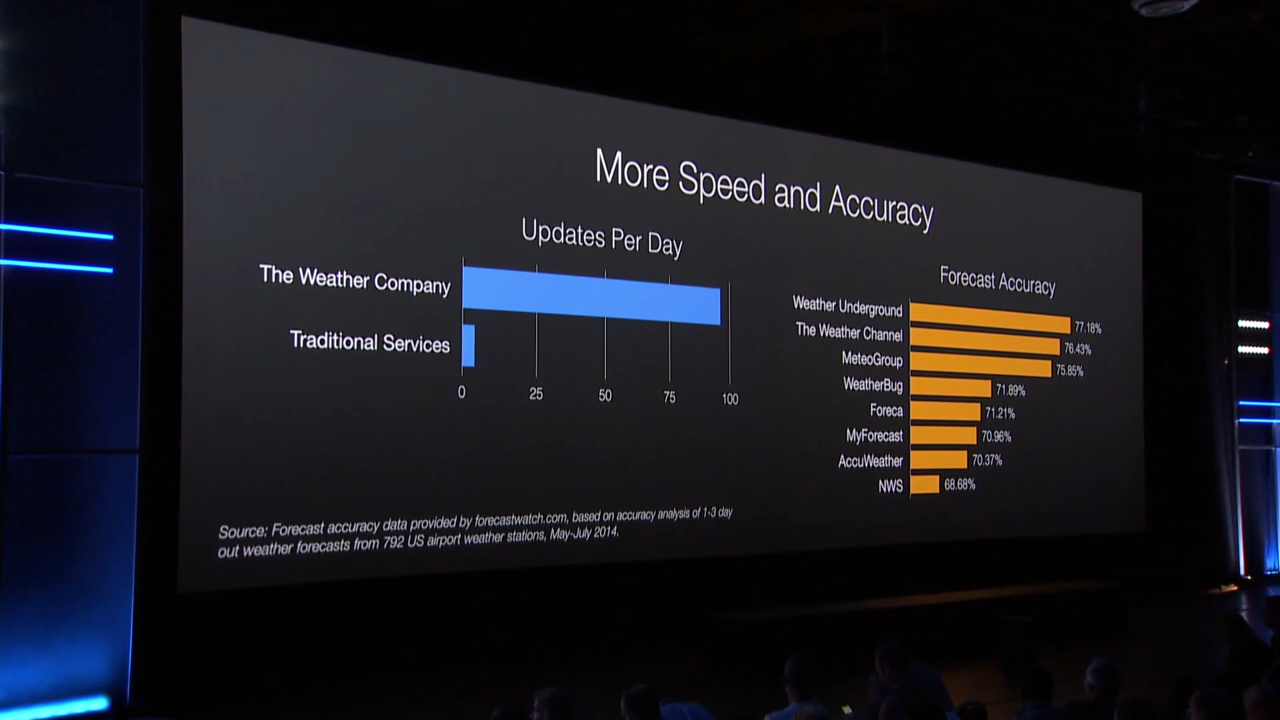 More Speed and Accuracy
Updates Per Day
The Weather Company
Traditional Services
0 25 50 75 100
Forecast Accuracy
Weather Underground 77.18%
The Weather Channel 76.43%
MeteoGroup 75.85%
WeatherBug 71.89%
Foreca 71.21%
MyForecast 70.96%
AccuWeather 70.37%
NWS 68.68%
Source: Forecast accuracy data provided by forecastwatch.com, based on accuracy analysis of 1-3 day
out weather forecasts from 792 US airport weather stations, May-July 2014.